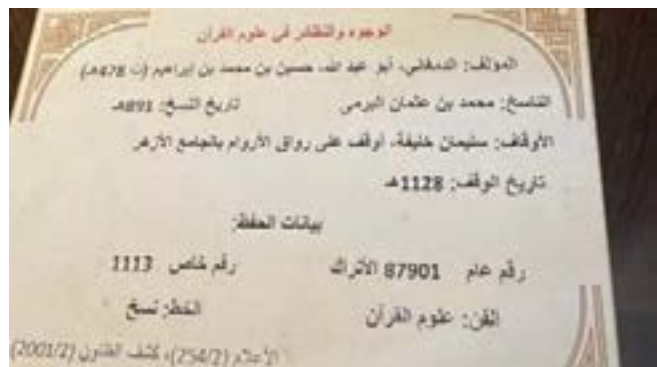 الوجوه والنظائر في علوم القرآن
المؤلف: الدمغاني، أبو عبد الله، حسين بن محمد بن إبراهيم (ت 478هـ)
الناسخ: محمد بن عثمان البرمى تاريخ النسخ: 891هـ
الأوقاف: سليمان خليفة، أوقف على رواق الأروام بالجامع الأزهر
تاريخ الوقف: 1128هـ
بيانات الحفظ:
رقم عام 87901 الأتراك رقم خاص 1113
الفن: علوم القرآن الخط: نسخ
الأعلام (254/2)، كشف الظنون (2001/2)